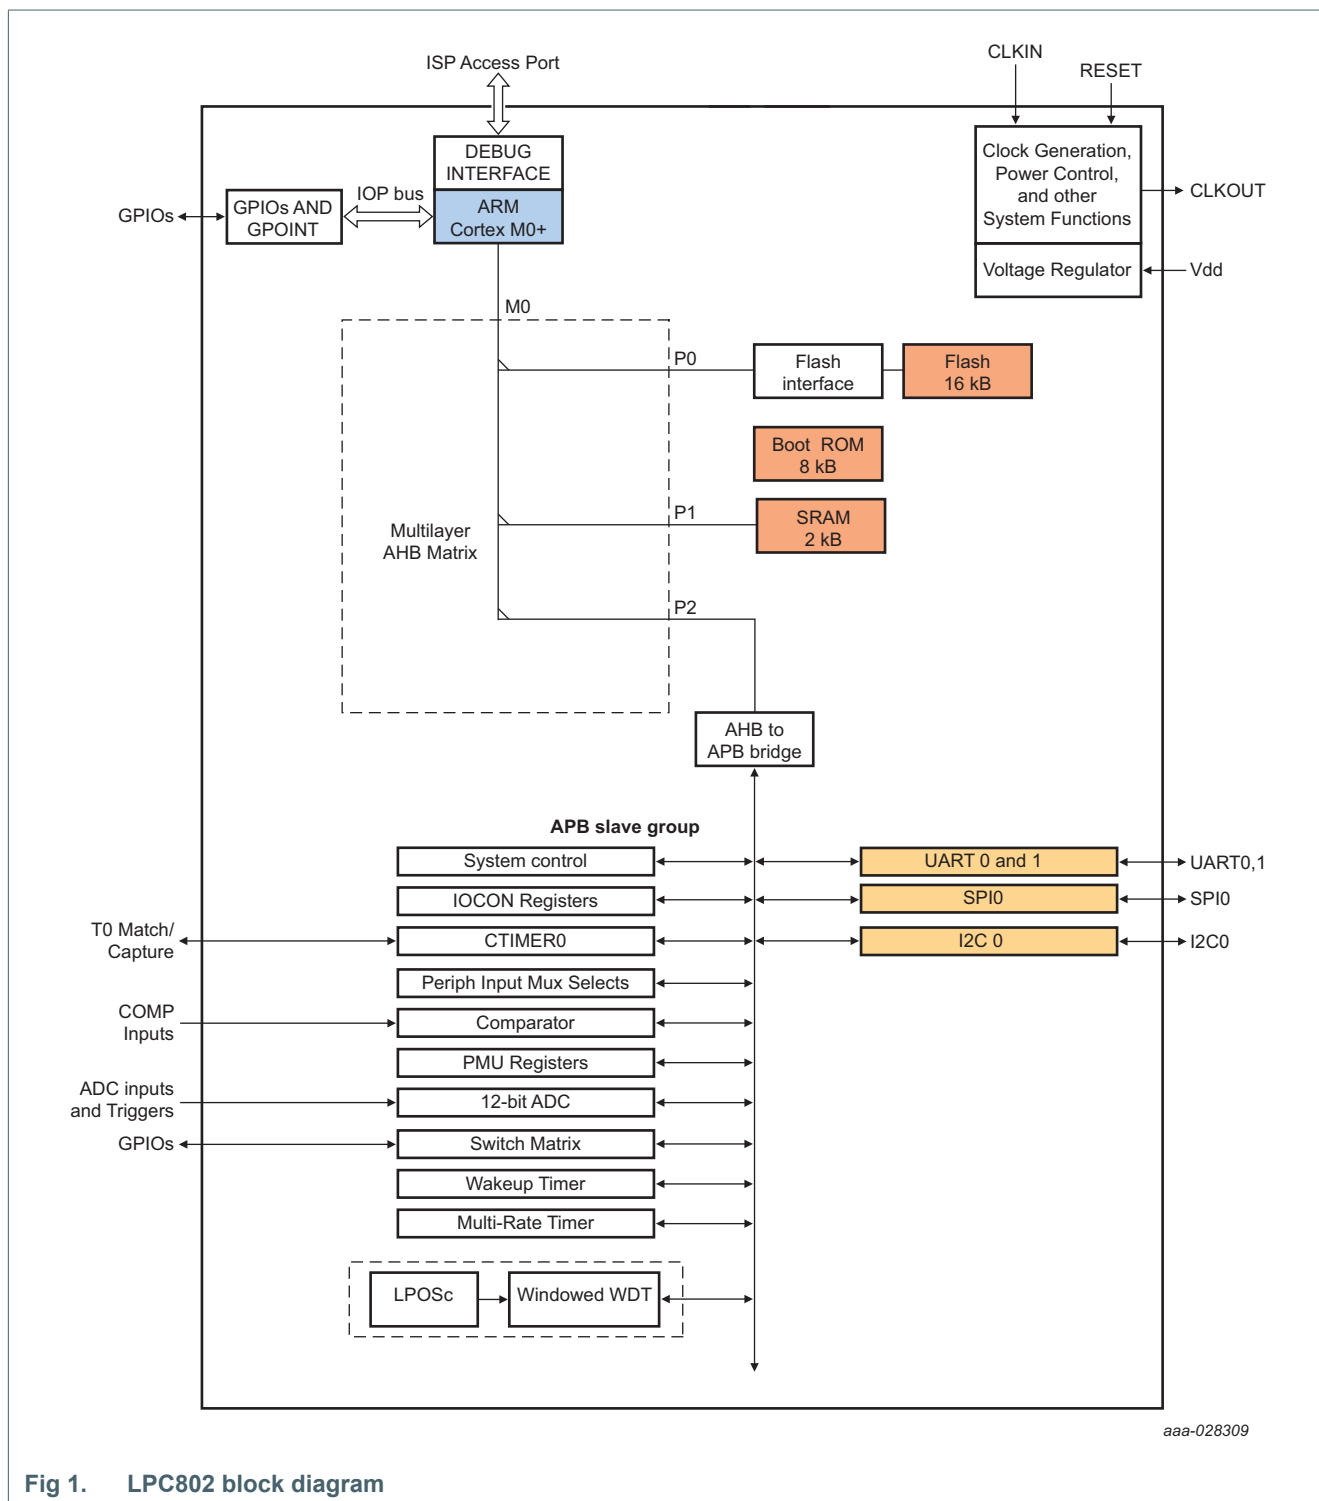 ISP Access Port
CLKIN
RESET
DEBUG
INTERFACE
IOP bus
ARM
Cortex M0+
GPIOs
GPIOs AND
GPOINT
Clock Generation,
Power Control,
and other
System Functions
CLKOUT
Voltage Regulator
Vdd
M0
P0
Flash
interface
Flash
16 kB
Boot ROM
8 kB
P1
SRAM
2 kB
Multilayer
AHB Matrix
P2
AHB to
APB bridge
APB slave group
System control
UART 0 and 1
UART0,1
IOCON Registers
SPI0
SPI0
T0 Match/
Capture
CTIMER0
I2C 0
I2C0
Periph Input Mux Selects
COMP
Inputs
Comparator
PMU Registers
ADC inputs
and Triggers
12-bit ADC
GPIOs
Switch Matrix
Wakeup Timer
Multi-Rate Timer
LPOSc
Windowed WDT
aaa-028309
Fig 1. LPC802 block diagram